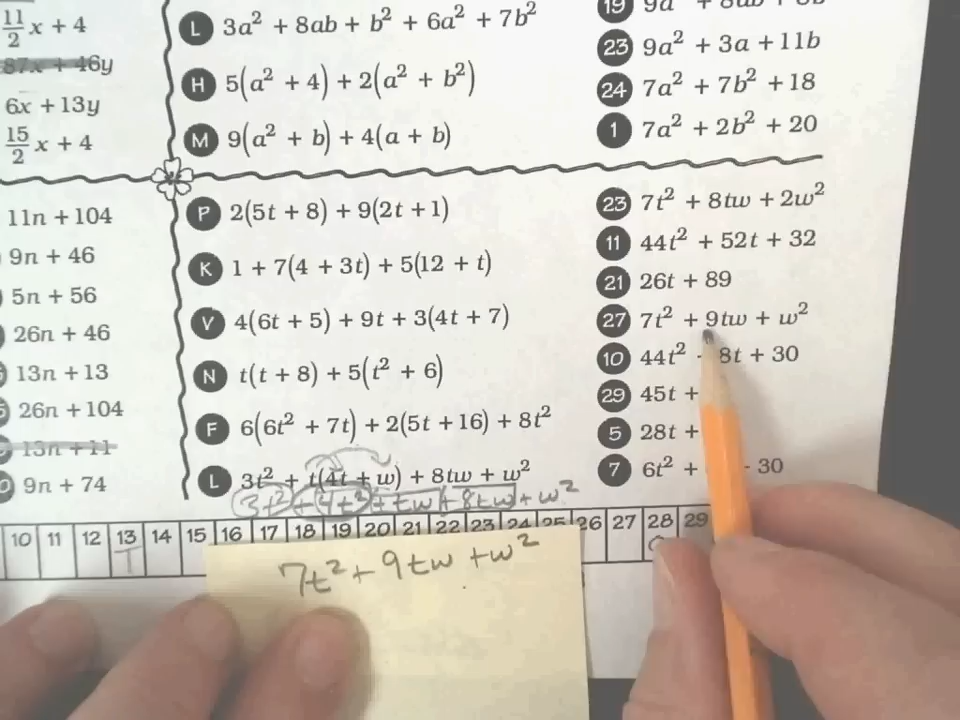 11/2 x + 4
87x + 46y
6x + 13y
15/2 x + 4
L 3a² + 8ab + b² + 6a² + 7b²
H 5(a² + 4) + 2(a² + b²)
M 9(a² + b) + 4(a + b)
19
23 9a² + 3a + 11b
24 7a² + 7b² + 18
1 7a² + 2b² + 20
11n + 104
9n + 46
5n + 56
26n + 46
13n + 13
26n + 104
13n + 11
9n + 74
P 2(5t + 8) + 9(2t + 1)
K 1 + 7(4 + 3t) + 5(12 + t)
V 4(6t + 5) + 9t + 3(4t + 7)
N t(t + 8) + 5(t² + 6)
F 6(6t² + 7t) + 2(5t + 16) + 8t²
L 3t² + t(4t + w) + 8tw + w²
3t² + 4t² + tw + 8tw + w²
23 7t² + 8tw + 2w²
11 44t² + 52t + 32
21 26t + 89
27 7t² + 9tw + w²
10 44t² 8t + 30
29 45t +
5 28t +
7 6t² + 30
10 11 12 13 14 15 16 17 18 19 20 21 22 23 24 25 26 27 28 29
T
7t² + 9tw + w²